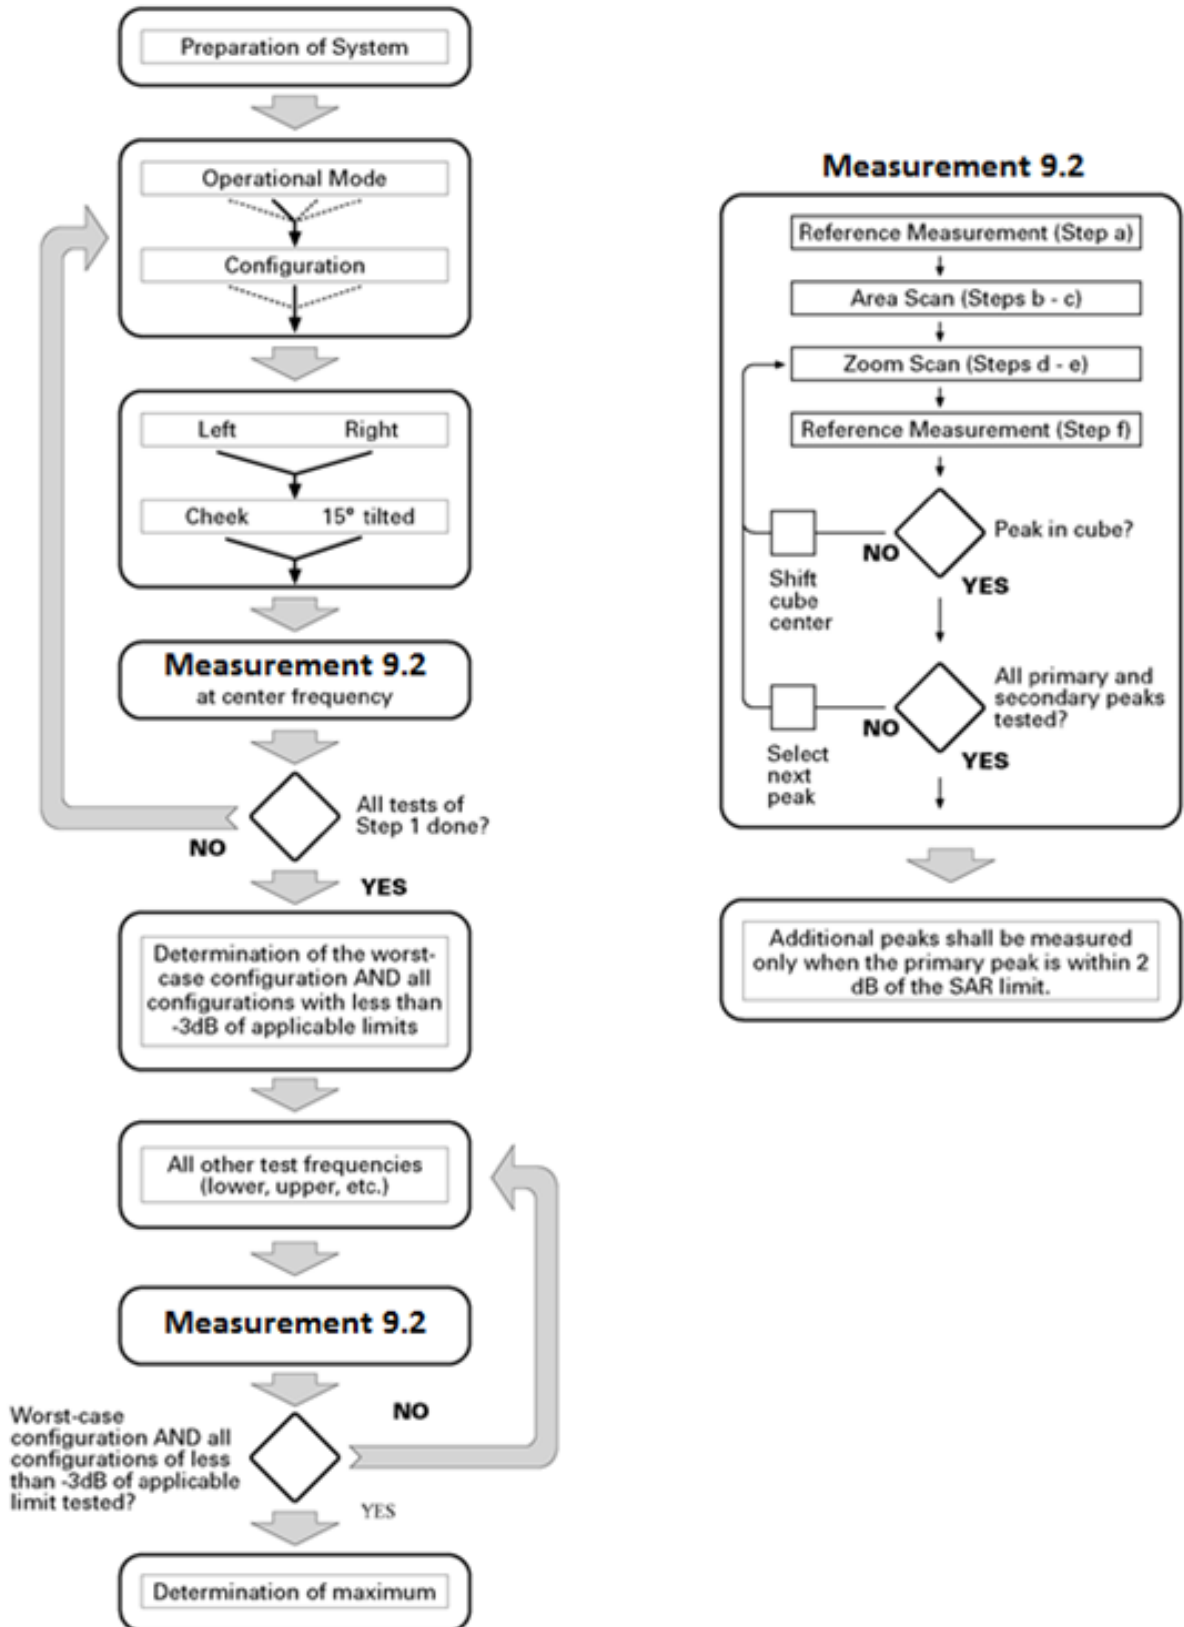 Preparation of System
Operational Mode
Configuration
Left Right
Cheek 15° tilted
Measurement 9.2
at center frequency
All tests of
Step 1 done?
NO
YES
Determination of the worst-
case configuration AND all
configurations with less than
-3dB of applicable limits
All other test frequencies
(lower, upper, etc.)
Measurement 9.2
NO
Worst-case
configuration AND all
configurations of less
than -3dB of applicable
limit tested?
YES
Determination of maximum
Measurement 9.2
Reference Measurement (Step a)
Area Scan (Steps b - c)
Zoom Scan (Steps d - e)
Reference Measurement (Step f)
Peak in cube?
NO
YES
Shift
cube
center
All primary and
secondary peaks
tested?
NO
YES
Select
next
peak
Additional peaks shall be measured
only when the primary peak is within 2
dB of the SAR limit.